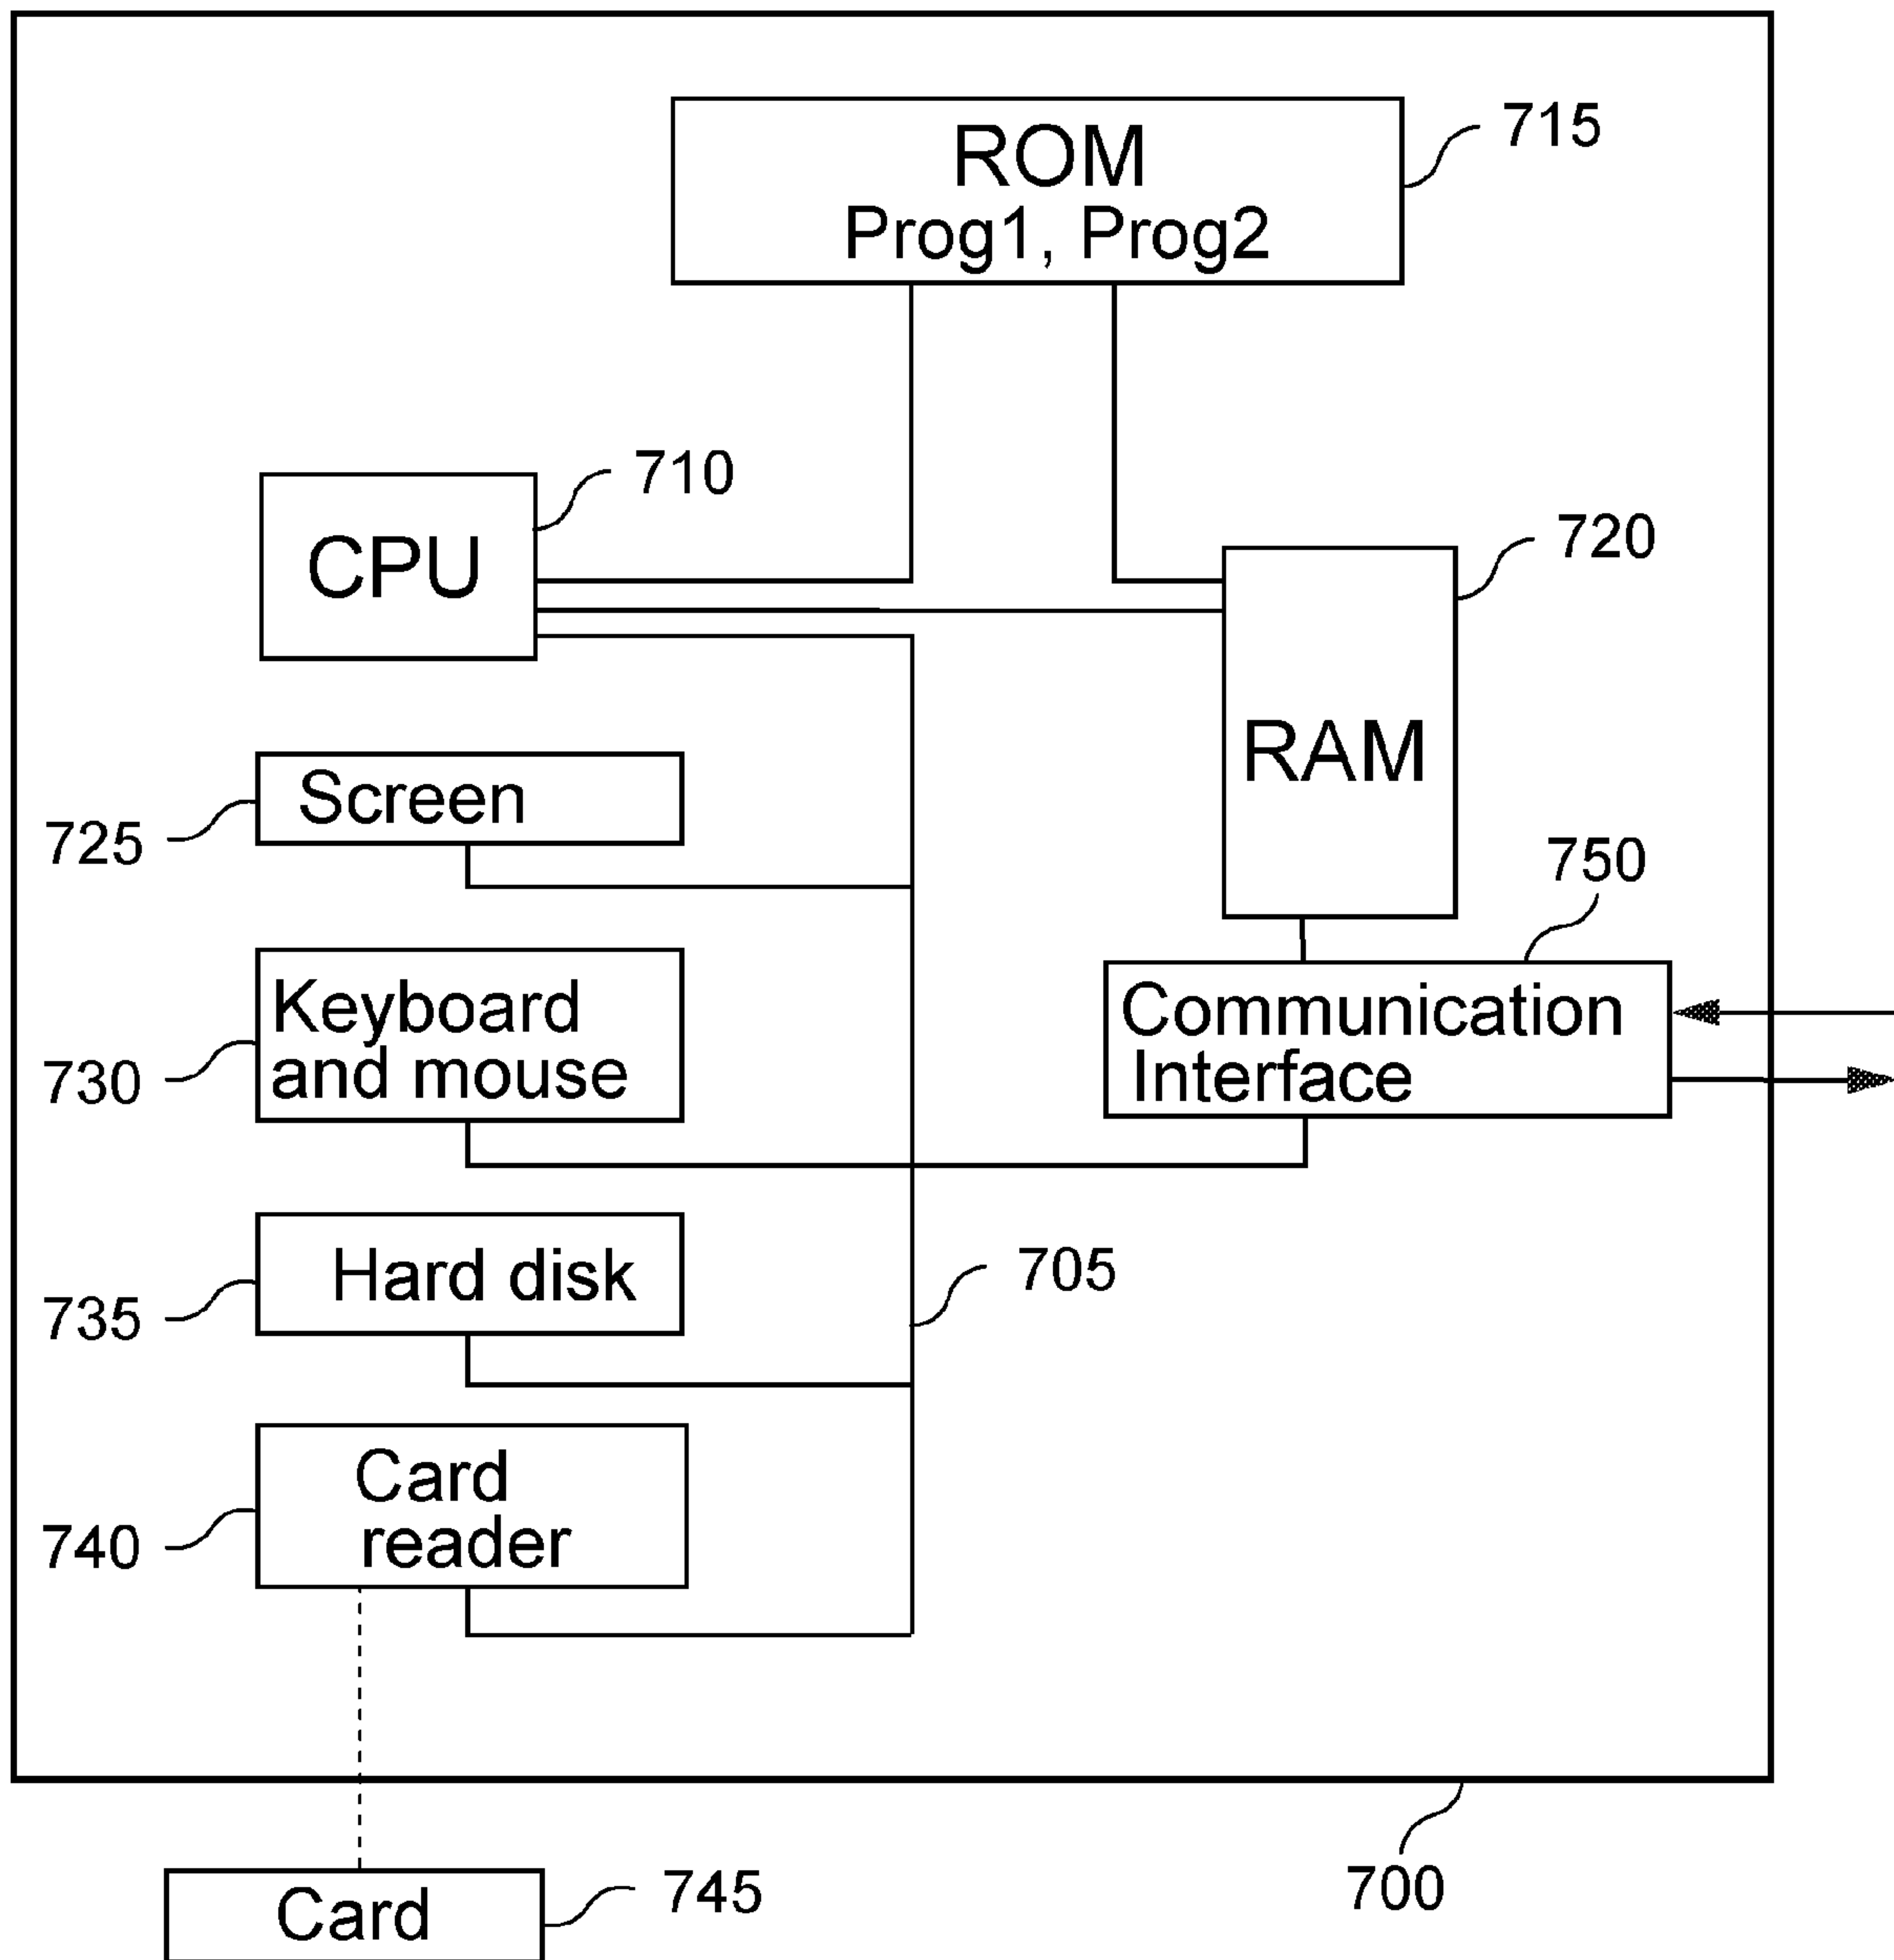 ROM
Prog1, Prog2
715
710
CPU
720
RAM
Screen
725
750
Keyboard
and mouse
730
Communication
Interface
Hard disk
735
705
Card
reader
740
700
Card
745